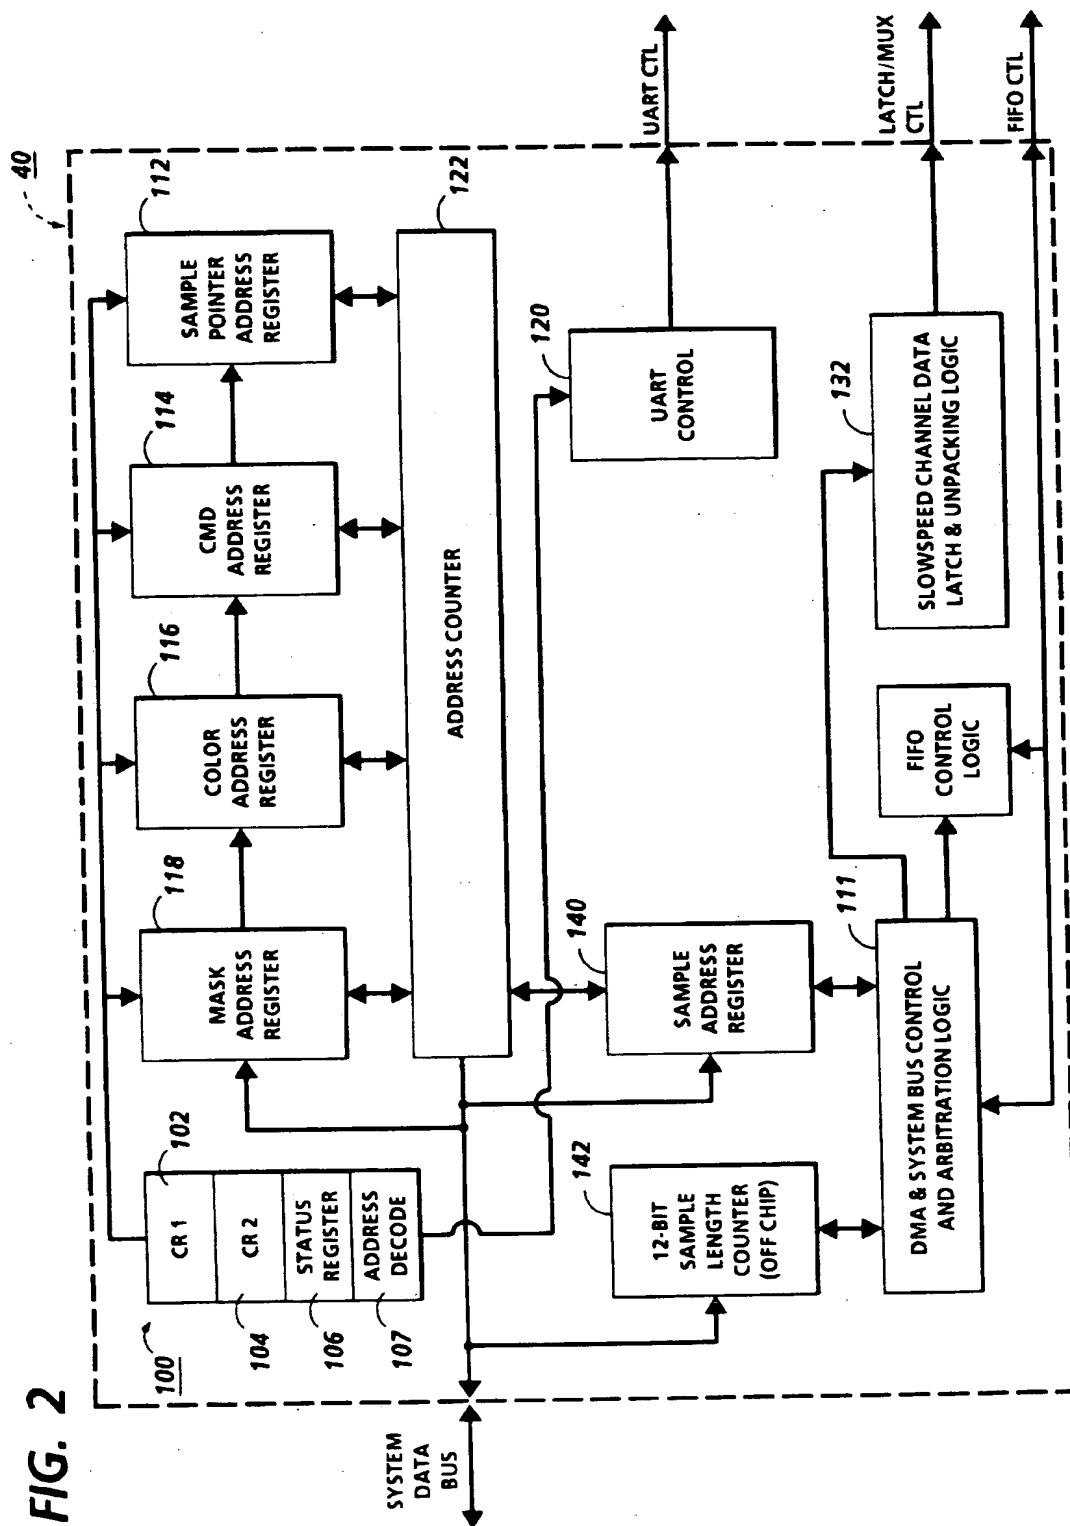 FIG. 2
40
SYSTEM
DATA
BUS
100
CR 1
CR 2
STATUS
REGISTER
ADDRESS
DECODE
102
104
106
107
MASK
ADDRESS
REGISTER
118
COLOR
ADDRESS
REGISTER
116
CMD
ADDRESS
REGISTER
114
SAMPLE
POINTER
ADDRESS
REGISTER
112
ADDRESS COUNTER
122
12-BIT
SAMPLE
LENGTH
COUNTER
(OFF CHIP)
142
SAMPLE
ADDRESS
REGISTER
140
UART
CONTROL
120
UART CTL
DMA & SYSTEM BUS CONTROL
AND ARBITRATION LOGIC
111
FIFO
CONTROL
LOGIC
SLOWSPEED CHANNEL DATA
LATCH & UNPACKING LOGIC
132
LATCH/MUX
CTL
FIFO CTL